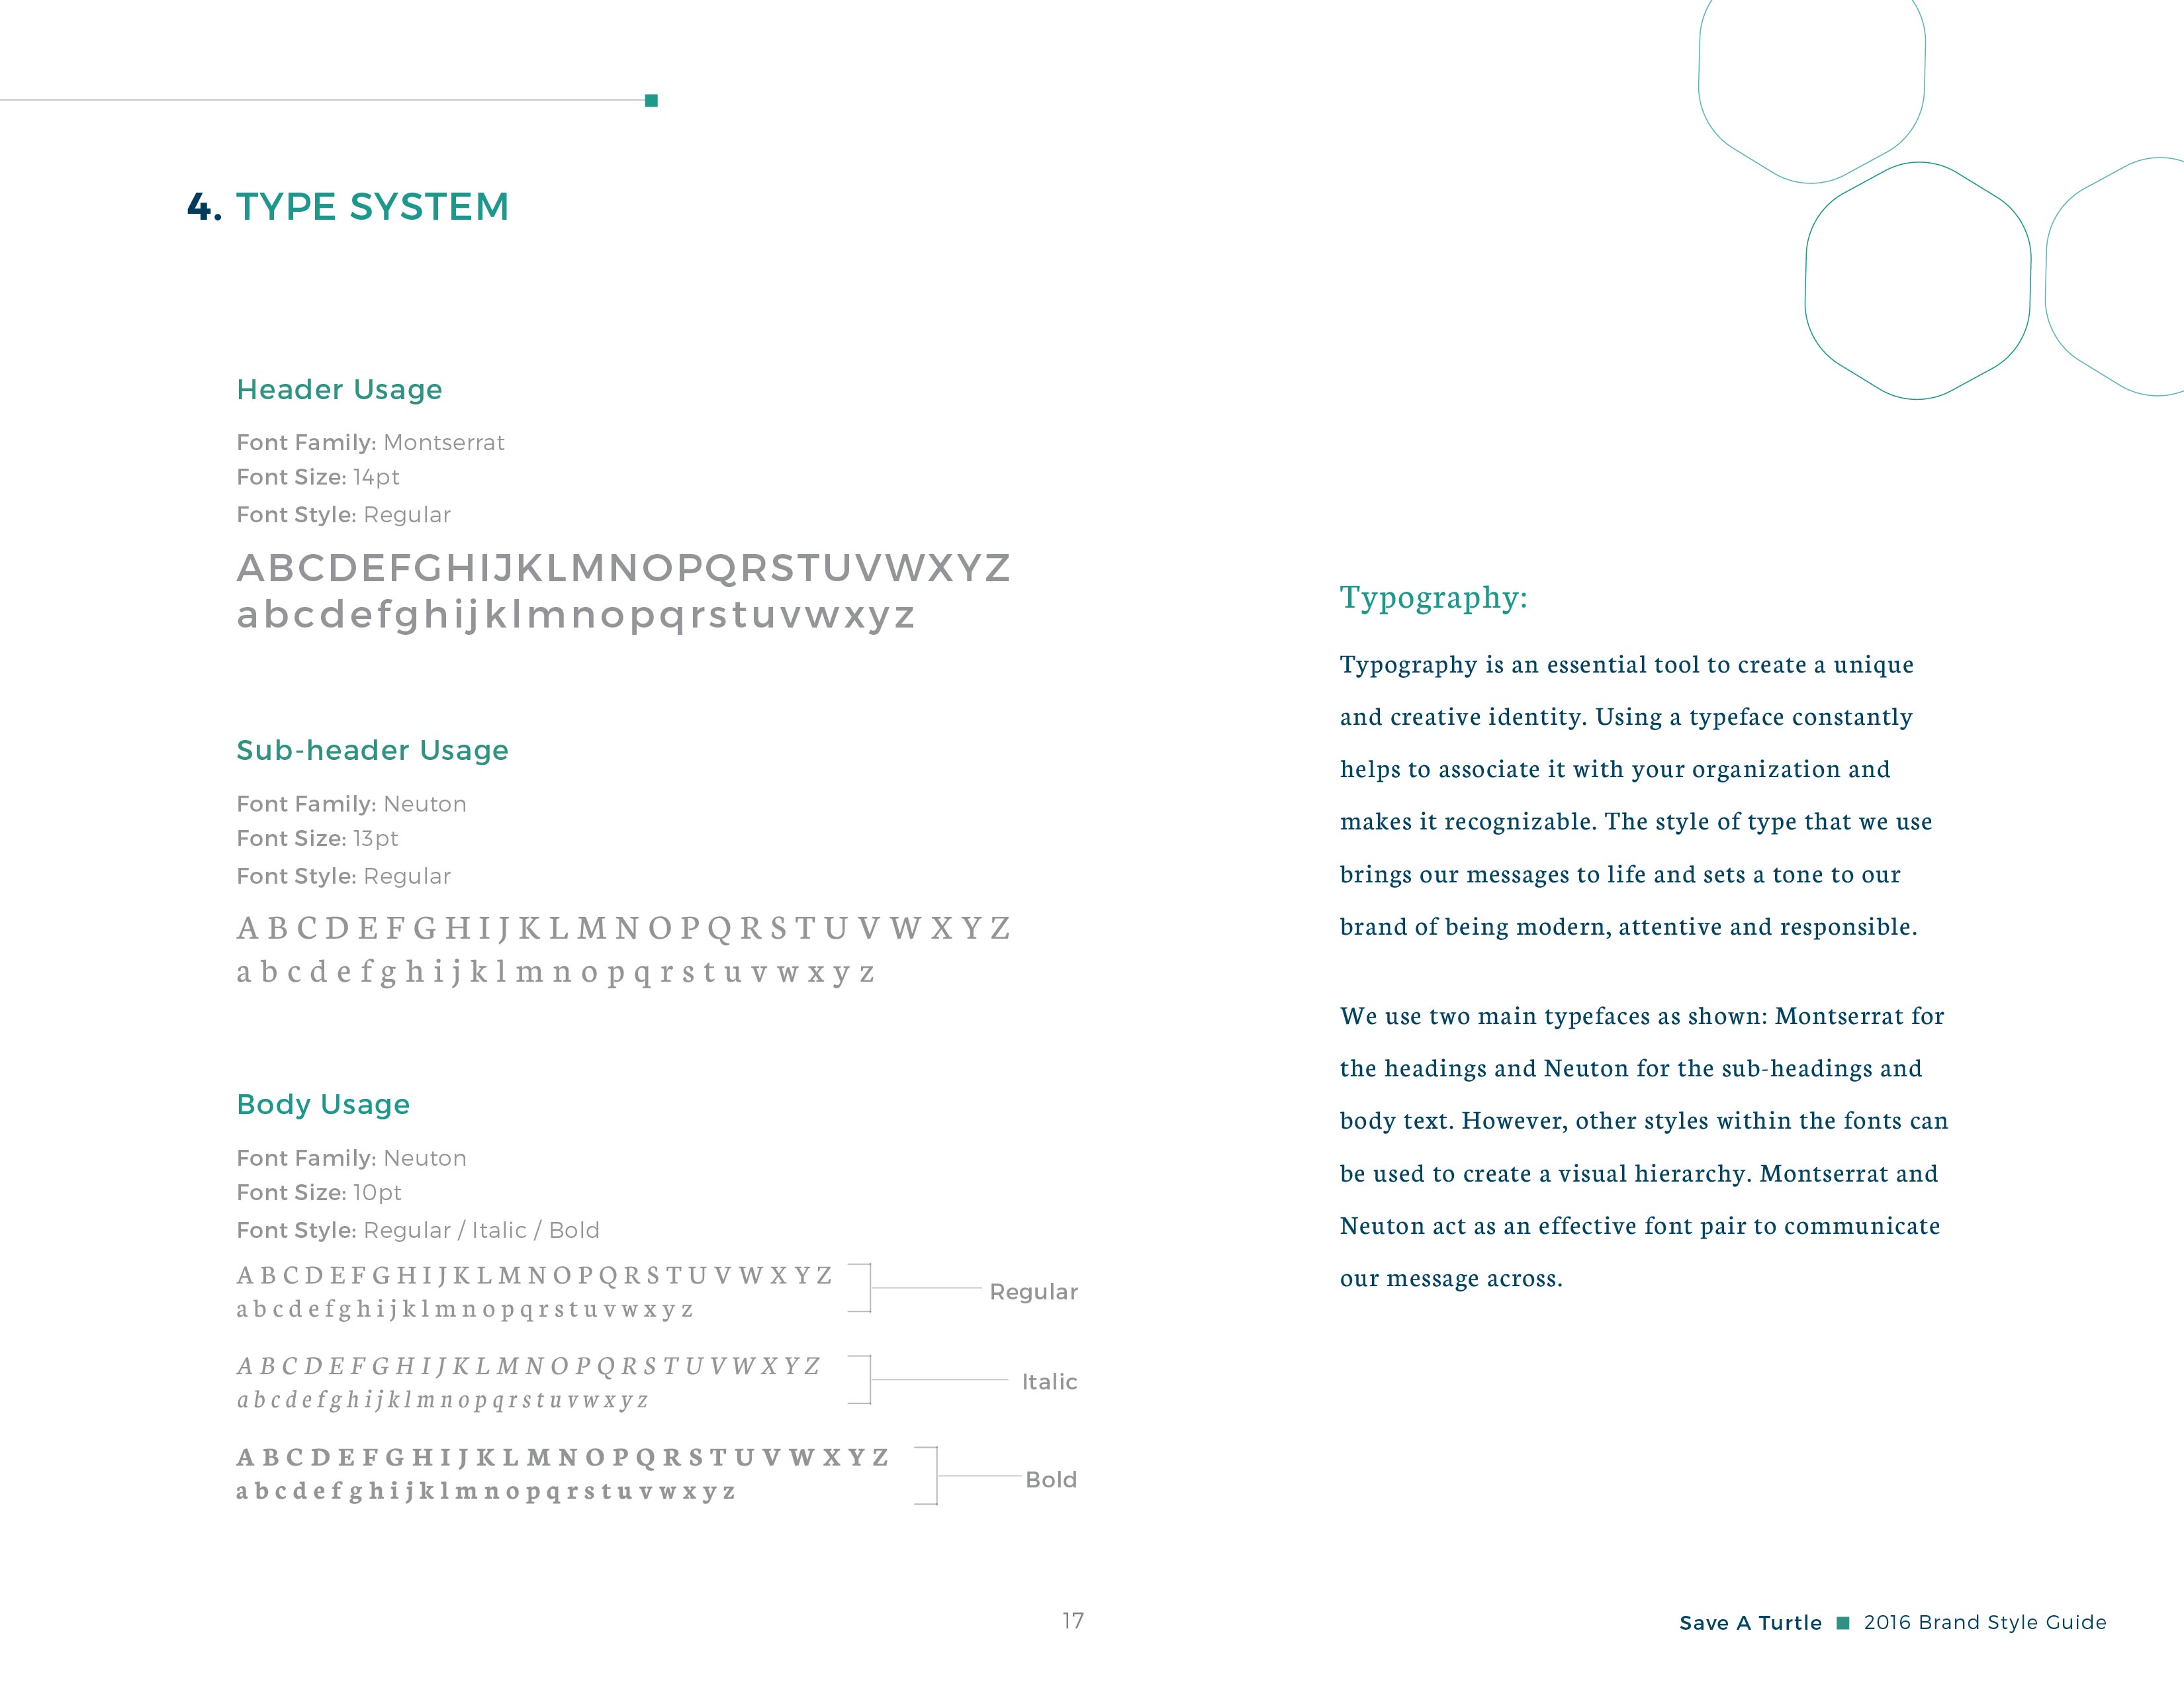 4. TYPE SYSTEM
Header Usage
Font Family: Montserrat
Font Size: 14pt
Font Style: Regular
ABCDEFGHIJKLMNOPQRSTUVWXYZ
abcdefghijklmnopqrstuvwxyz
Sub-header Usage
Font Family: Neuton
Font Size: 13pt
Font Style: Regular
A B C D E F G H I J K L M N O P Q R S T U V W X Y Z
a b c d e f g h i j k l m n o p q r s t u v w x y z
Body Usage
Font Family: Neuton
Font Size: 10pt
Font Style: Regular / Italic / Bold
A B C D E F G H I J K L M N O P Q R S T U V W X Y Z
a b c d e f g h i j k l m n o p q r s t u v w x y z
Regular
A B C D E F G H I J K L M N O P Q R S T U V W X Y Z
a b c d e f g h i j k l m n o p q r s t u v w x y z
Italic
A B C D E F G H I J K L M N O P Q R S T U V W X Y Z
a b c d e f g h i j k l m n o p q r s t u v w x y z
Bold
Typography:
Typography is an essential tool to create a unique
and creative identity. Using a typeface constantly
helps to associate it with your organization and
makes it recognizable. The style of type that we use
brings our messages to life and sets a tone to our
brand of being modern, attentive and responsible.
We use two main typefaces as shown: Montserrat for
the headings and Neuton for the sub-headings and
body text. However, other styles within the fonts can
be used to create a visual hierarchy. Montserrat and
Neuton act as an effective font pair to communicate
our message across.
17
Save A Turtle 2016 Brand Style Guide